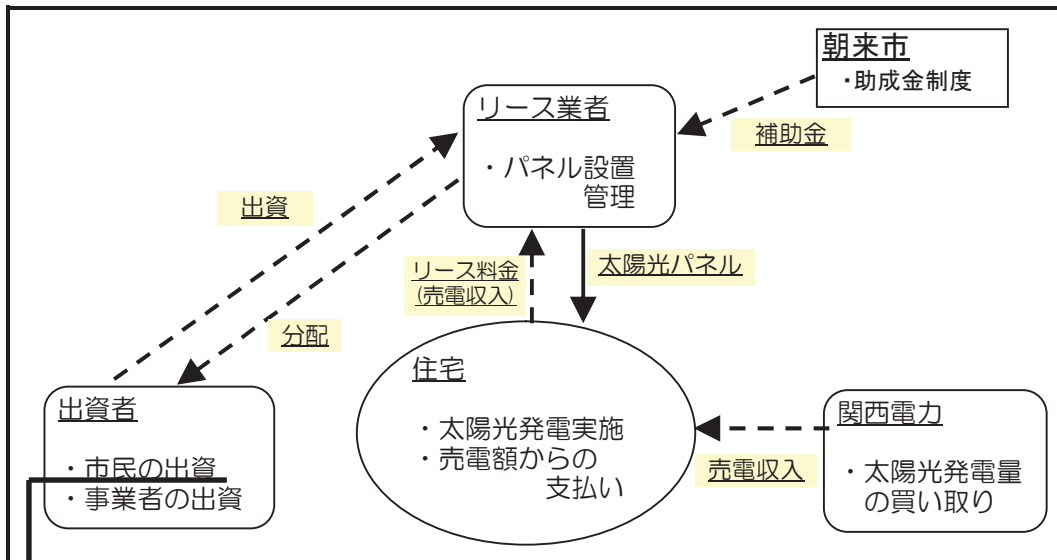 朝来市
・助成金制度
リース業者
・パネル設置
管理
補助金
出資
リース料金
(売電収入)
太陽光パネル
分配
住宅
・太陽光発電実施
・売電額からの
支払い
出資者
・市民の出資
・事業者の出資
関西電力
・太陽光発電量
の買い取り
売電収入